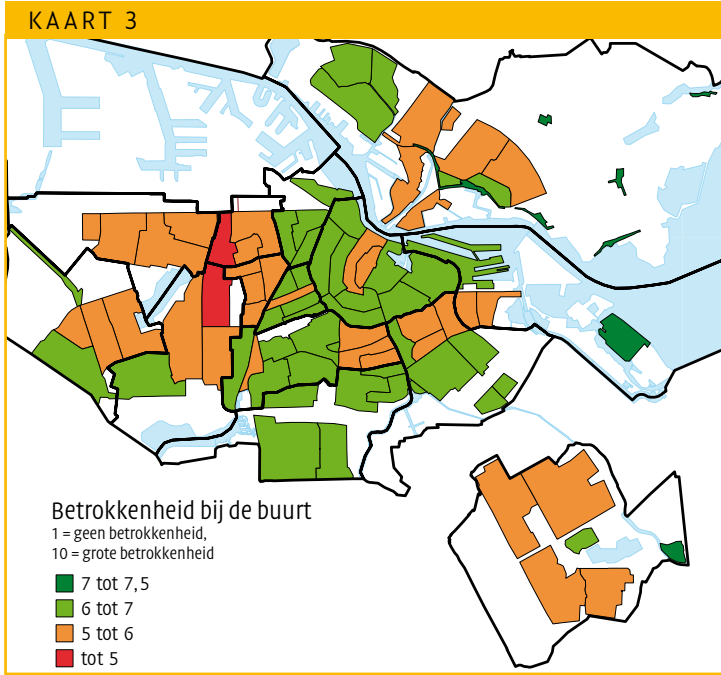 KAART 3
Betrokkenheid bij de buurt
1 = geen betrokkenheid,
10 = grote betrokkenheid
7 tot 7,5
6 tot 7
5 tot 6
tot 5